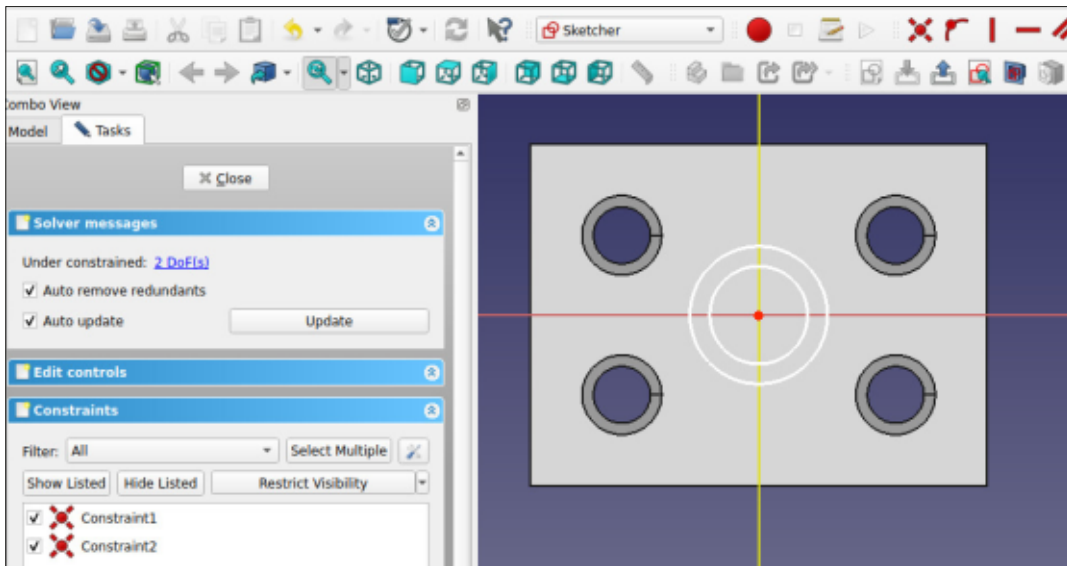 Sketcher
Combo View
Model Tasks
Close
Solver messages
Under constrained: 2 DoF(s)
Auto remove redundants
Auto update Update
Edit controls
Constraints
Filter: All Select Multiple
Show Listed Hide Listed Restrict Visibility
Constraint1
Constraint2